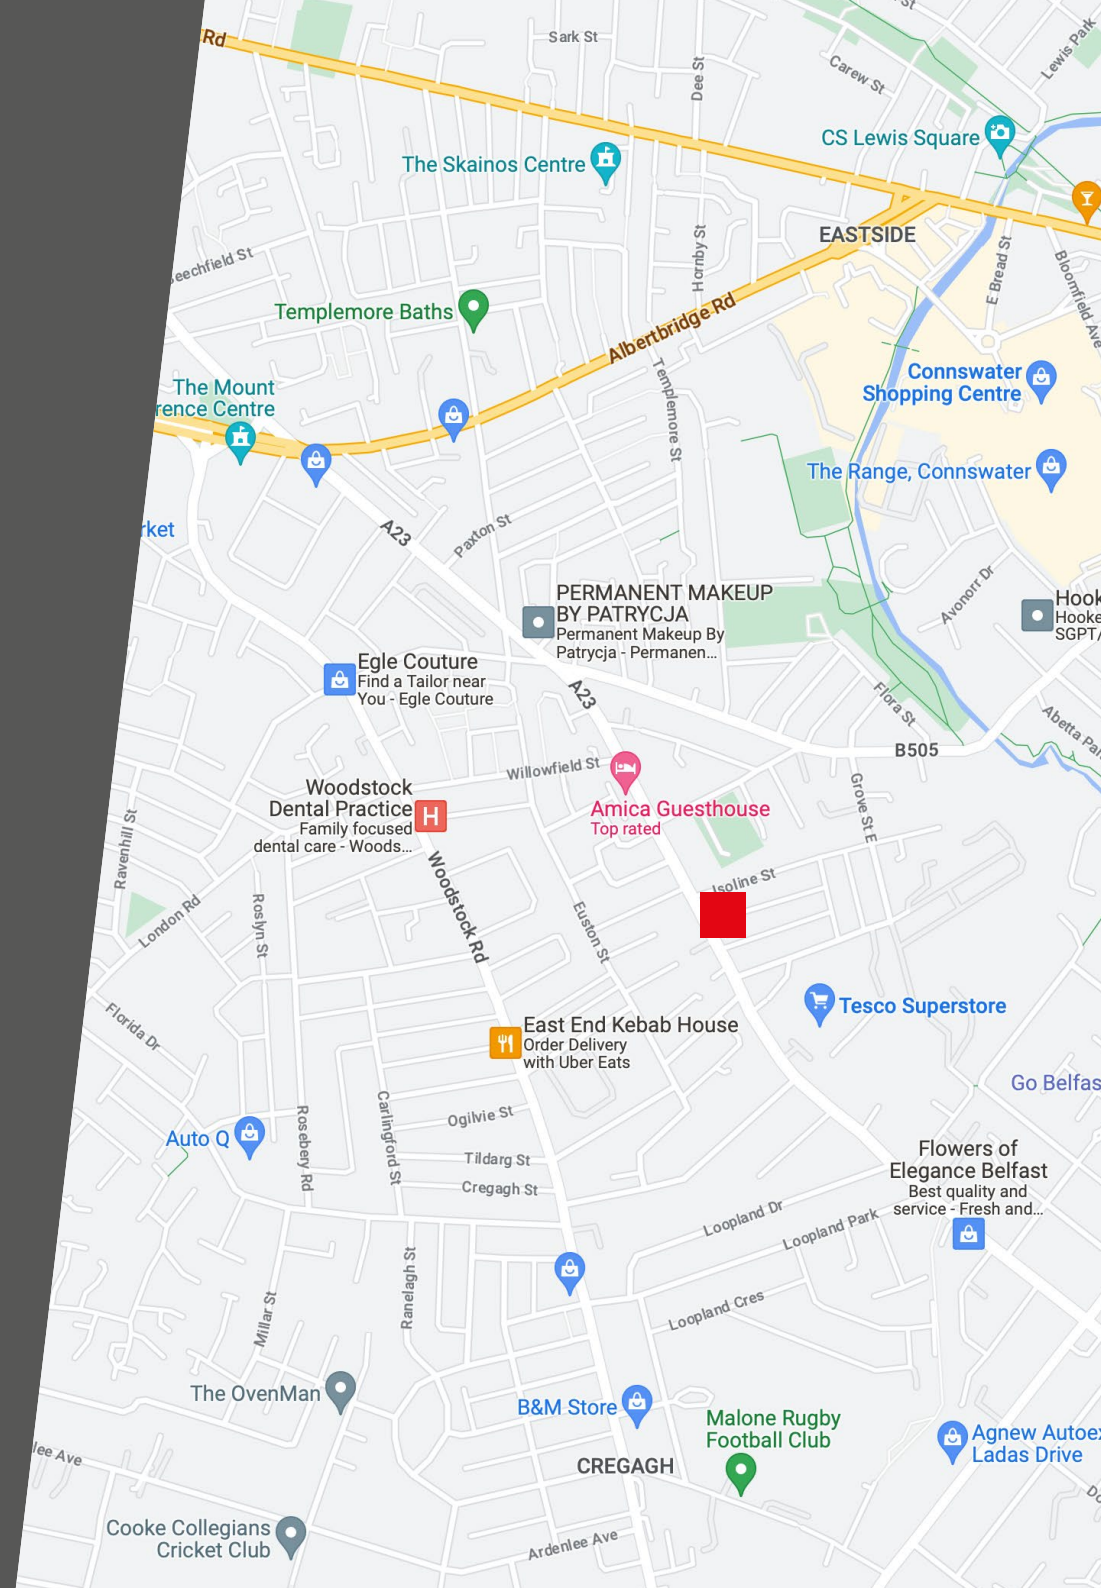 Rd
Sark St
St
Lewis Park
Carew St
Dee St
CS Lewis Square
The Skainos Centre
EASTSIDE
Hornby St
E Bread St
Bloomfield Ave
Beechfield St
Templemore Baths
Albertbridge Rd
Templemore St
Connswater
Shopping Centre
The Mount
rence Centre
The Range, Connswater
rket
A23
Paxton St
PERMANENT MAKEUP
BY PATRYCJA
Permanent Makeup By
Patrycja - Permanen...
Avonorr Dr
Hook
Hooke
SGPT/
Egle Couture
Find a Tailor near
You - Egle Couture
A23
Flora St
Abetta Par
B505
Willowfield St
Amica Guesthouse
Top rated
Woodstock
Dental Practice
Family focused
dental care - Woods...
H
Grove St E
Ravenhill St
Woodstock Rd
Isoline St
London Rd
Roslyn St
Euston St
Tesco Superstore
Florida Dr
East End Kebab House
Order Delivery
with Uber Eats
Go Belfas
Carlingford St
Ogilvie St
Auto Q
Rosebery Rd
Tildarg St
Cregagh St
Flowers of
Elegance Belfast
Best quality and
service - Fresh and...
Loopland Dr
Loopland Park
Ranelagh St
Millar St
Loopland Cres
The OvenMan
B&M Store
Malone Rugby
Football Club
Agnew Autoex
Ladas Drive
lee Ave
CREGAGH
Do
Cooke Collegians
Cricket Club
Ardenlee Ave